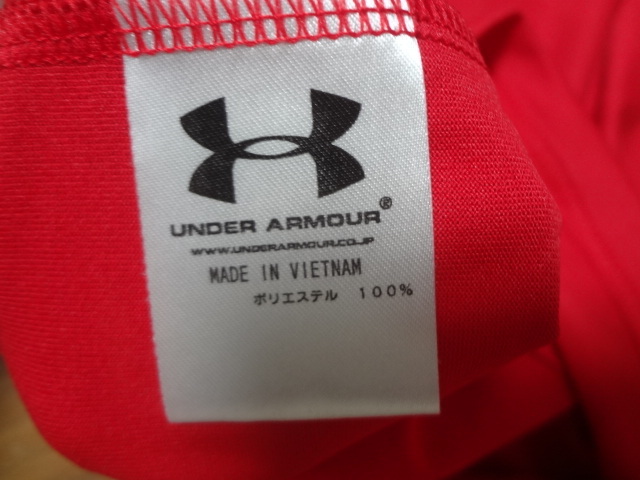 UNDER ARMOUR®
WWW.UNDERARMOUR.CO.JP
MADE IN VIETNAM
ポリエステル 100%